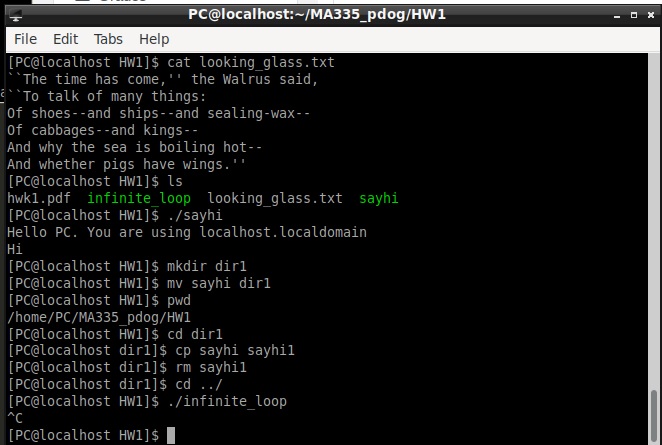 PC@localhost:~/MA335_pdog/HW1
File Edit Tabs Help
[PC@localhost HW1]$ cat looking_glass.txt
``The time has come,'' the Walrus said,
``To talk of many things:
Of shoes--and ships--and sealing-wax--
Of cabbages--and kings--
And why the sea is boiling hot--
And whether pigs have wings.''
[PC@localhost HW1]$ ls
hwk1.pdf  infinite_loop  looking_glass.txt  sayhi
[PC@localhost HW1]$ ./sayhi
Hello PC. You are using localhost.localdomain
Hi
[PC@localhost HW1]$ mkdir dir1
[PC@localhost HW1]$ mv sayhi dir1
[PC@localhost HW1]$ pwd
/home/PC/MA335_pdog/HW1
[PC@localhost HW1]$ cd dir1
[PC@localhost dir1]$ cp sayhi sayhi1
[PC@localhost dir1]$ rm sayhi1
[PC@localhost dir1]$ cd ../
[PC@localhost HW1]$ ./infinite_loop
^C
[PC@localhost HW1]$